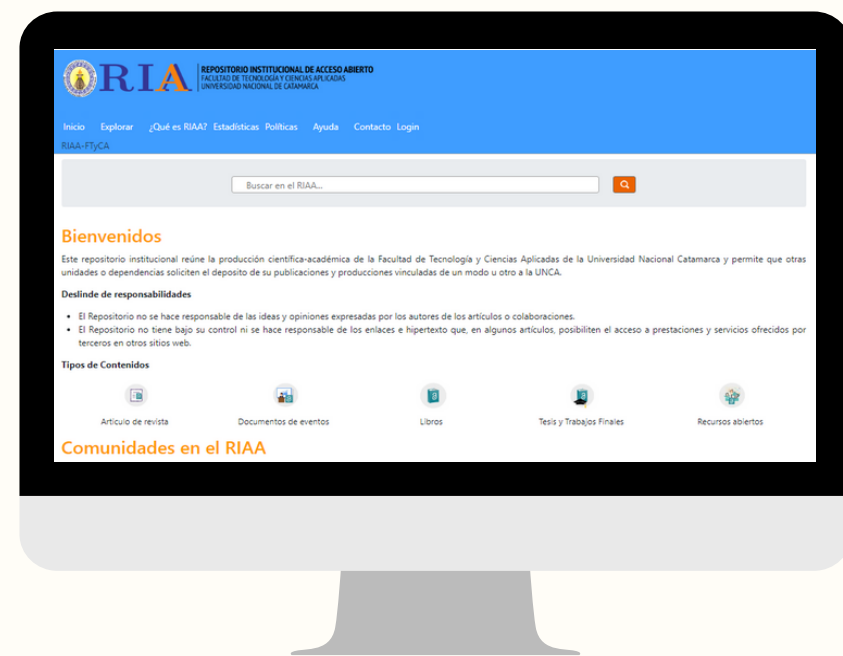 RIA
REPOSITORIO INSTITUCIONAL DE ACCESO ABIERTO
FACULTAD DE TECNOLOGÍA Y CIENCIAS APLICADAS
UNIVERSIDAD NACIONAL DE CATAMARCA
Inicio Explorar ¿Qué es RIAA? Estadísticas Políticas Ayuda Contacto Login
RIAA-FTyCA
Buscar en el RIAA...
Bienvenidos
Este repositorio institucional reúne la producción científica-académica de la Facultad de Tecnología y Ciencias Aplicadas de la Universidad Nacional Catamarca y permite que otras
unidades o dependencias soliciten el deposito de su publicaciones y producciones vinculadas de un modo u otro a la UNCA.
Deslinde de responsabilidades
• El Repositorio no se hace responsable de las ideas y opiniones expresadas por los autores de los artículos o colaboraciones.
• El Repositorio no tiene bajo su control ni se hace responsable de los enlaces e hipertexto que, en algunos artículos, posibiliten el acceso a prestaciones y servicios ofrecidos por
terceros en otros sitios web.
Tipos de Contenidos
Articulo de revista Documentos de eventos Libros Tesis y Trabajos Finales Recursos abiertos
Comunidades en el RIAA